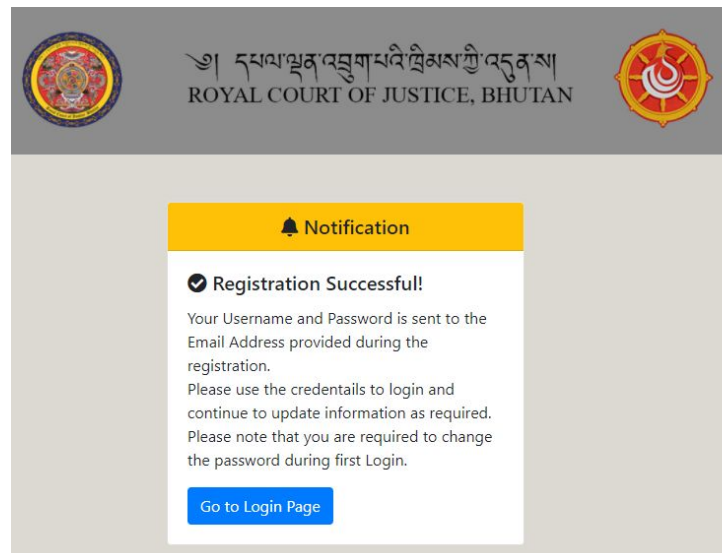 ༄། དཔལ་ལྡན་འབྲུག་པའི་ཁྲིམས་ཀྱི་འདུན་ས།
ROYAL COURT OF JUSTICE, BHUTAN
Notification
Registration Successful!
Your Username and Password is sent to the
Email Address provided during the
registration.
Please use the credentails to login and
continue to update information as required.
Please note that you are required to change
the password during first Login.
Go to Login Page